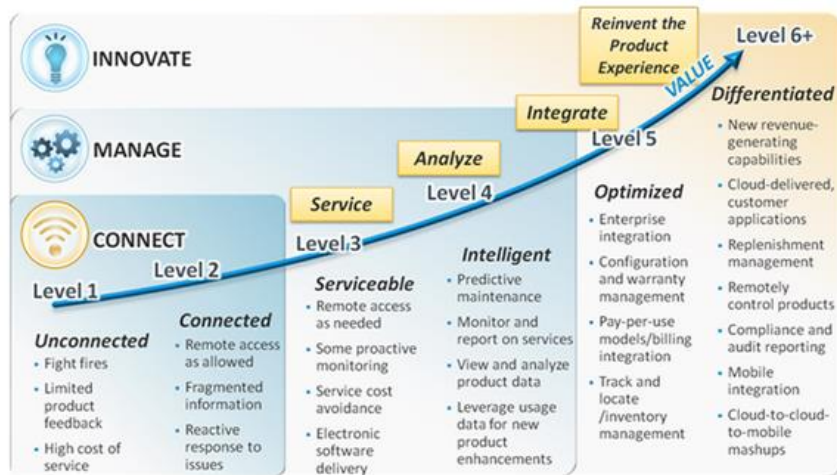 INNOVATE
Reinvent the
Product
Experience
VALUE
Level 6+
MANAGE
Integrate
Level 5
Analyze
Level 4
Service
Level 3
CONNECT
Level 2
Level 1
Unconnected
• Fight fires
• Limited
product
feedback
• High cost of
service
Connected
• Remote access
as allowed
• Fragmented
information
• Reactive
response to
issues
Serviceable
• Remote access
as needed
• Some proactive
monitoring
• Service cost
avoidance
• Electronic
software
delivery
Intelligent
• Predictive
maintenance
• Monitor and
report on services
• View and analyze
product data
• Leverage usage
data for new
product
enhancements
Optimized
• Enterprise
integration
• Configuration
and warranty
management
• Pay-per-use
models/billing
integration
• Track and
locate
/inventory
management
Differentiated
• New revenue-
generating
capabilities
• Cloud-delivered,
customer
applications
• Replenishment
management
• Remotely
control products
• Compliance and
audit reporting
• Mobile
integration
• Cloud-to-cloud-
to-mobile
mashups